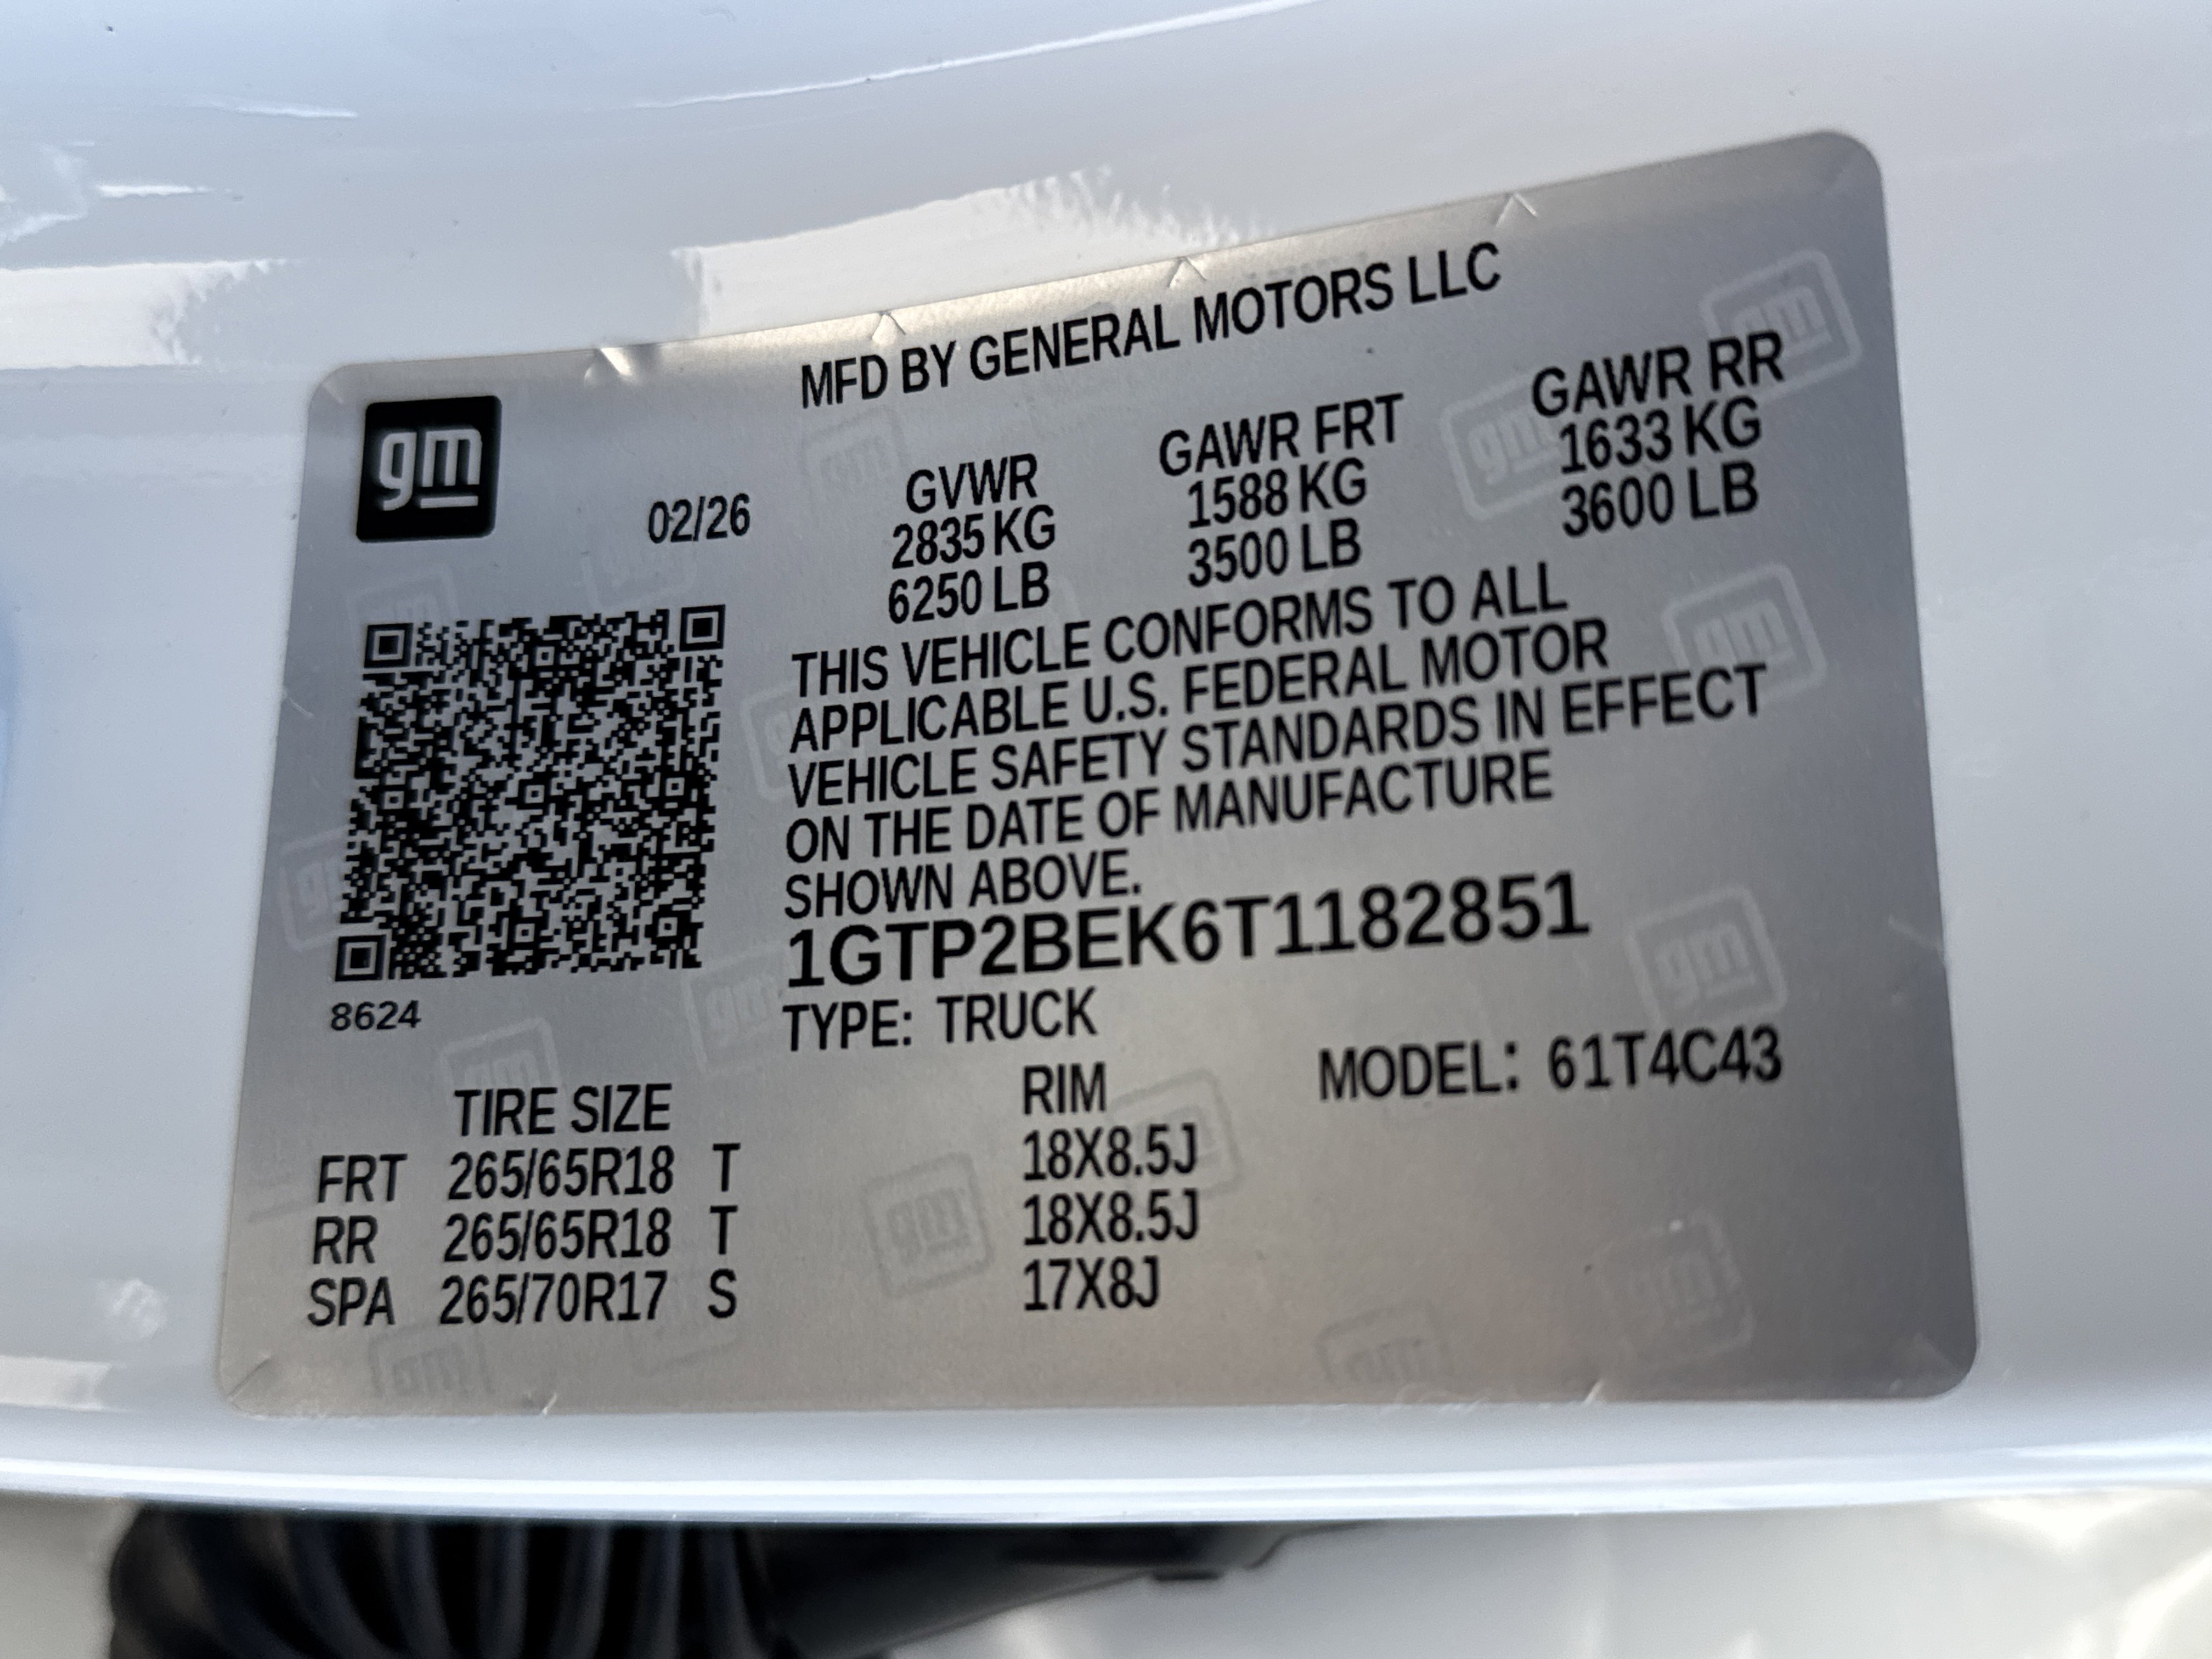 MFD BY GENERAL MOTORS LLC
gm
02/26
GVWR GAWR FRT GAWR RR
2835 KG 1588 KG 1633 KG
6250 LB 3500 LB 3600 LB
THIS VEHICLE CONFORMS TO ALL
APPLICABLE U.S. FEDERAL MOTOR
VEHICLE SAFETY STANDARDS IN EFFECT
ON THE DATE OF MANUFACTURE
SHOWN ABOVE.
1GTP2BEK6T1182851
8624
TYPE: TRUCK
MODEL: 61T4C43
TIRE SIZE RIM
FRT 265/65R18 T 18X8.5J
RR 265/65R18 T 18X8.5J
SPA 265/70R17 S 17X8J